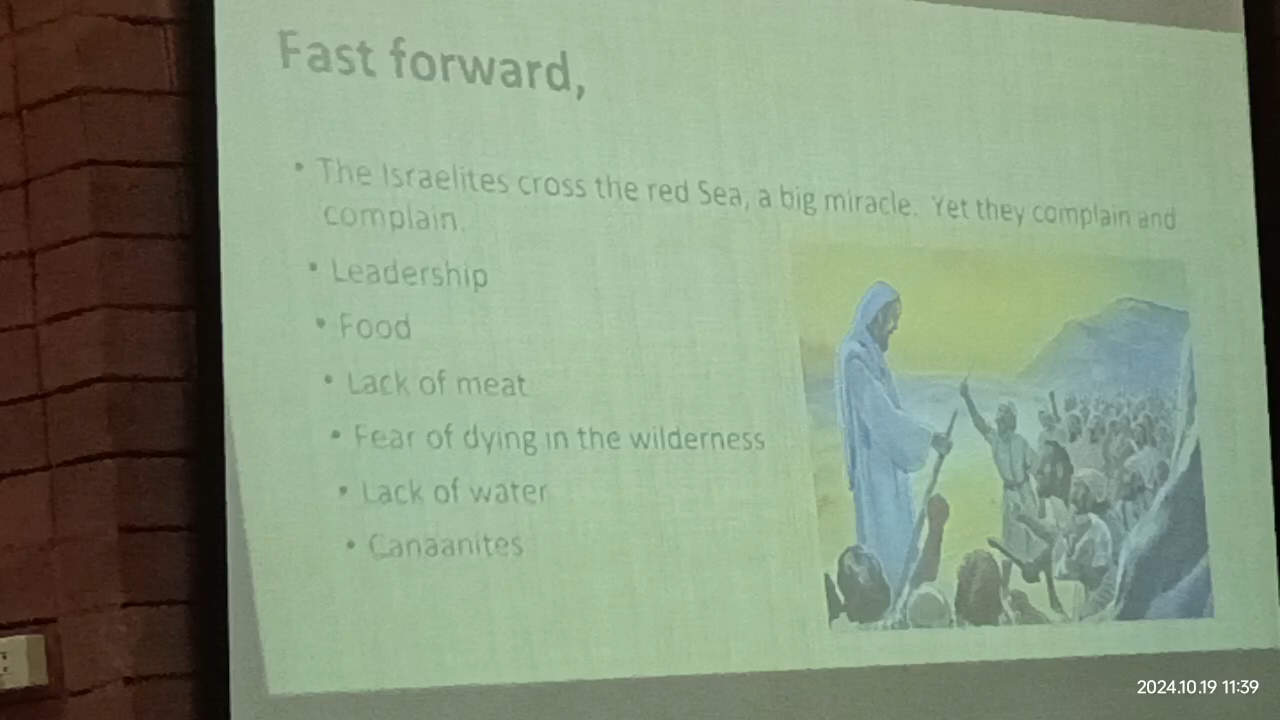 Fast forward,
• The Israelites cross the red Sea, a big miracle. Yet they complain and
complain.
• Leadership
• Food
• Lack of meat
• Fear of dying in the wilderness
• Lack of water
• Canaanites
2024.10.19 11:39